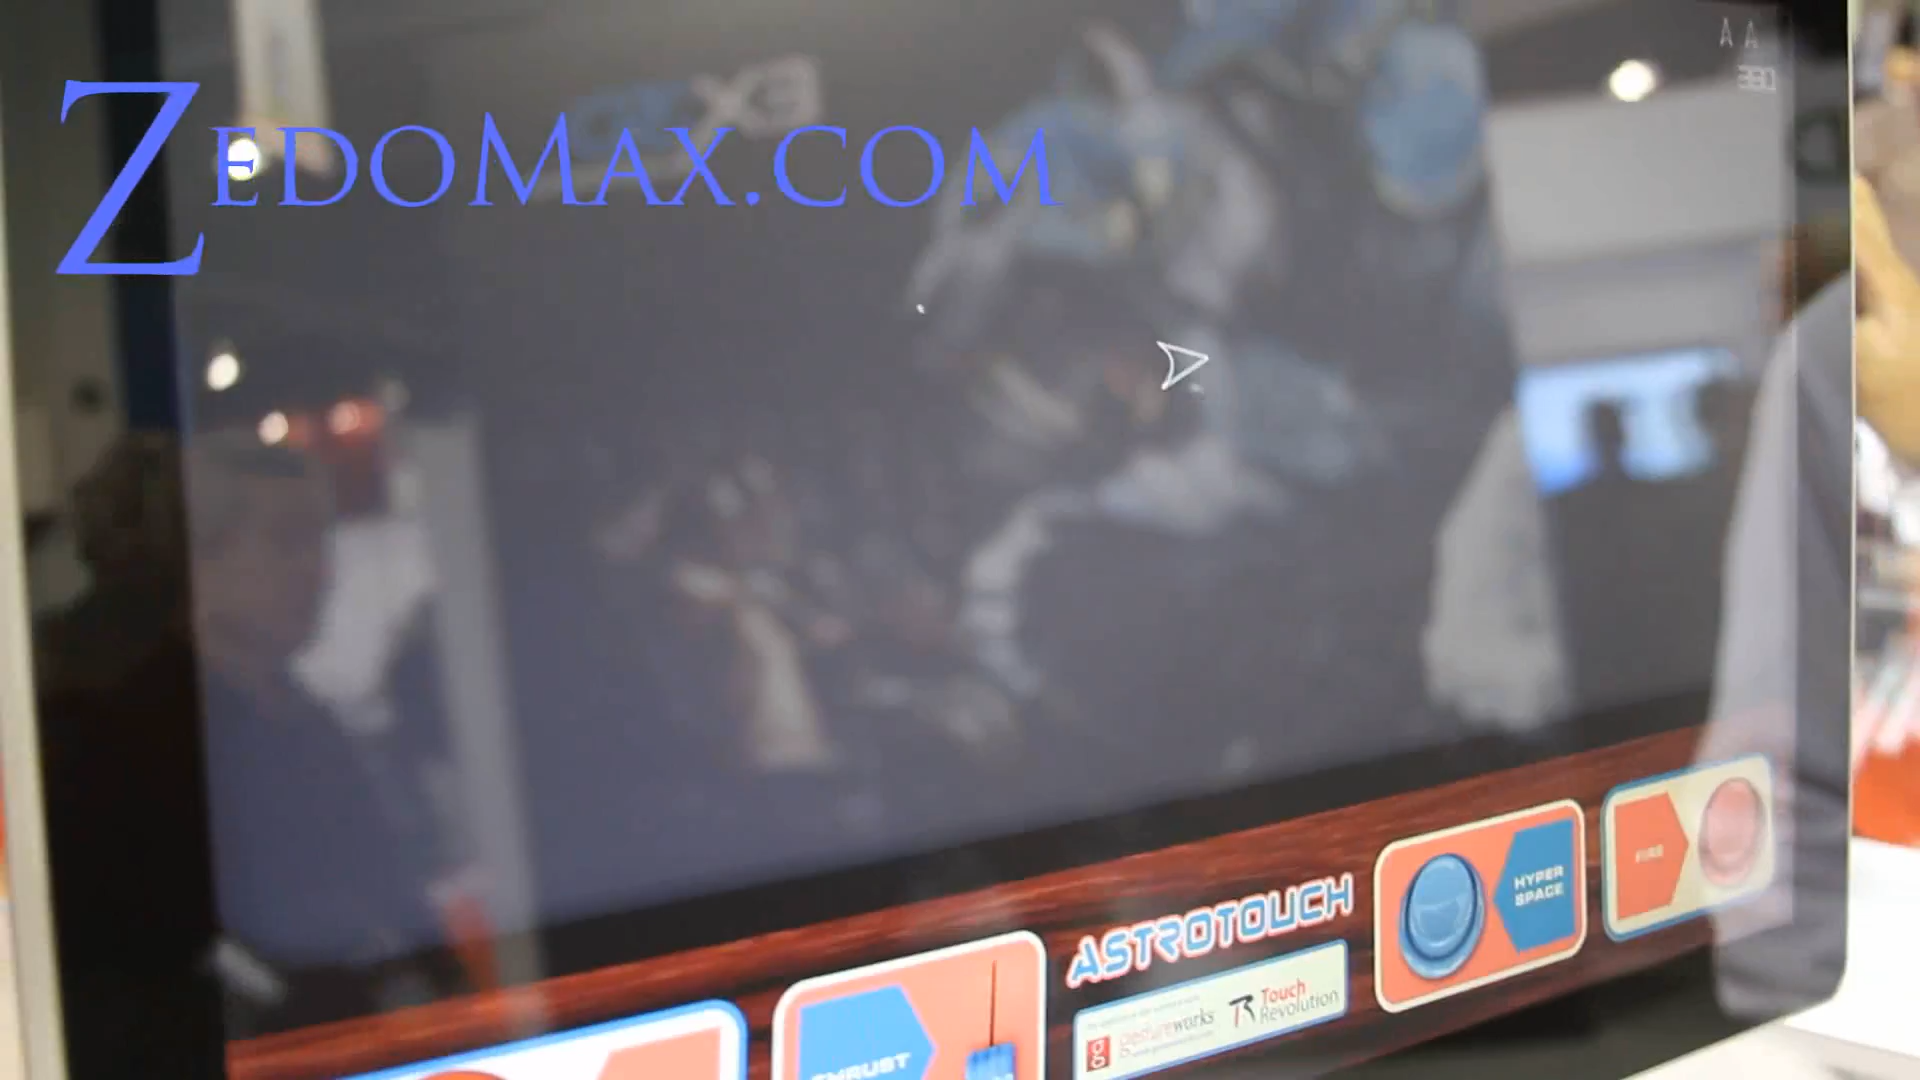 ZEDOMAX.COM
A A
ASTROTOUCH
HYPER
SPACE
FIRE
THRUST
gestureworks
Touch
Revolution